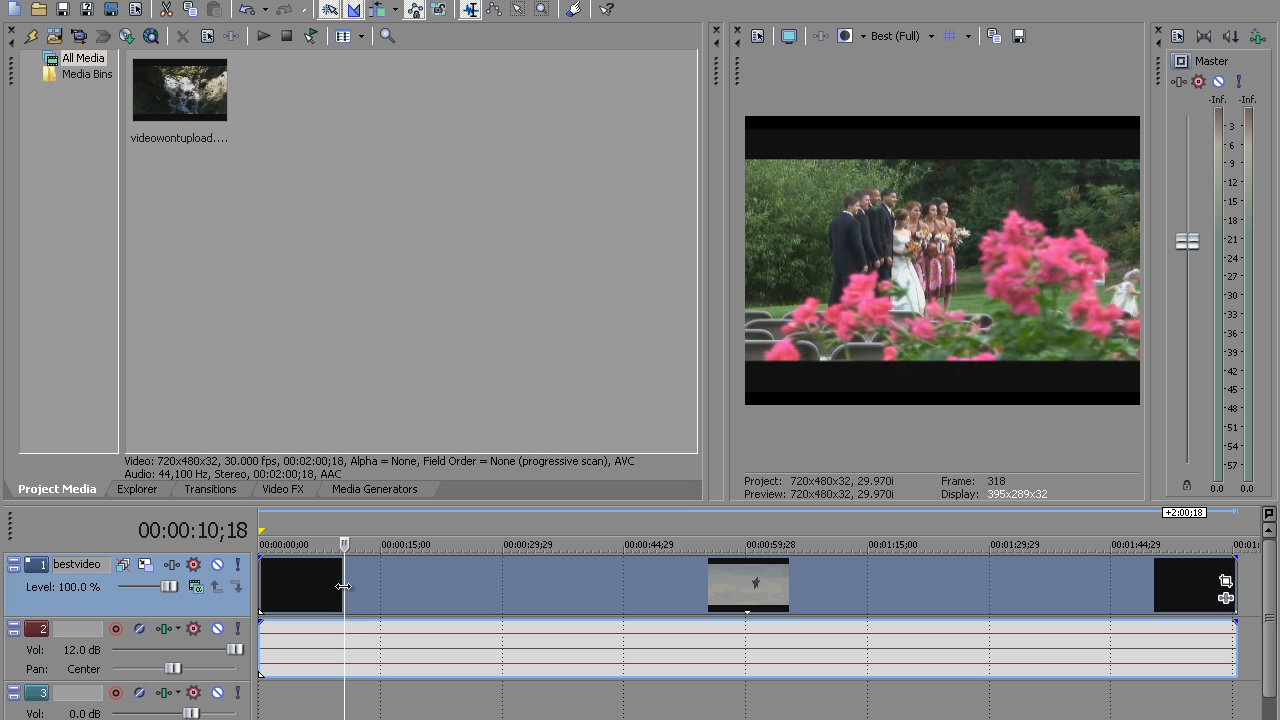 All Media
Media Bins
videowontupload....
Video: 720x480x32, 30.000 fps, 00:02:00;18, Alpha = None, Field Order = None (progressive scan), AVC
Audio: 44,100 Hz, Stereo, 00:02:00;18, AAC
Project Media
Explorer
Transitions
Video FX
Media Generators
Best (Full)
Project: 720x480x32, 29.970i
Frame: 318
Preview: 720x480x32, 29.970i
Display: 395x289x32
Master
-Inf. -Inf.
3
6
9
12
15
18
21
24
27
30
33
36
39
42
45
48
51
54
57
0.0 0.0
+2:00;18
00:00:10;18
00:00:00;00 00:00:15;00 00:00:29;29 00:00:44;29 00:00:59;28 00:01:15;00 00:01:29;29 00:01:44;29 00:01:
1 bestvideo
Level: 100.0 %
2
Vol: 12.0 dB
Pan: Center
3
Vol: 0.0 dB